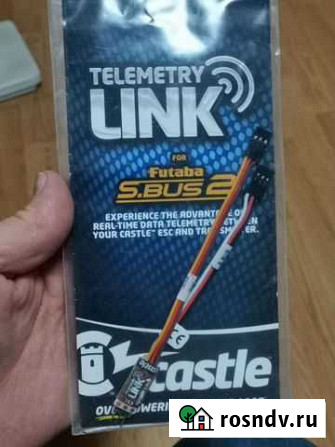 TELEMETRY
LINK
FOR
Futaba
S.BUS 2
EXPERIENCE THE ADVANTAGE OF
REAL-TIME DATA TELEMETRY
YOUR CASTLE ESC AND
castle
LINK
rosndv.ru